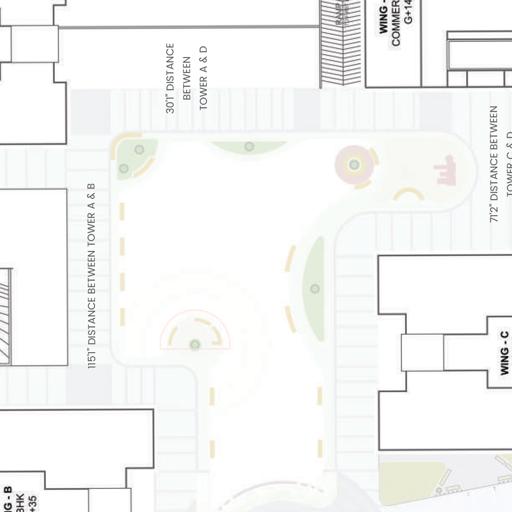 WING -
COMMER
G+14
30'1" DISTANCE
BETWEEN
TOWER A & D
71'2" DISTANCE BETWEEN
TOWER C & D
115'1" DISTANCE BETWEEN TOWER A & B
WING - C
G - B
BHK
+35